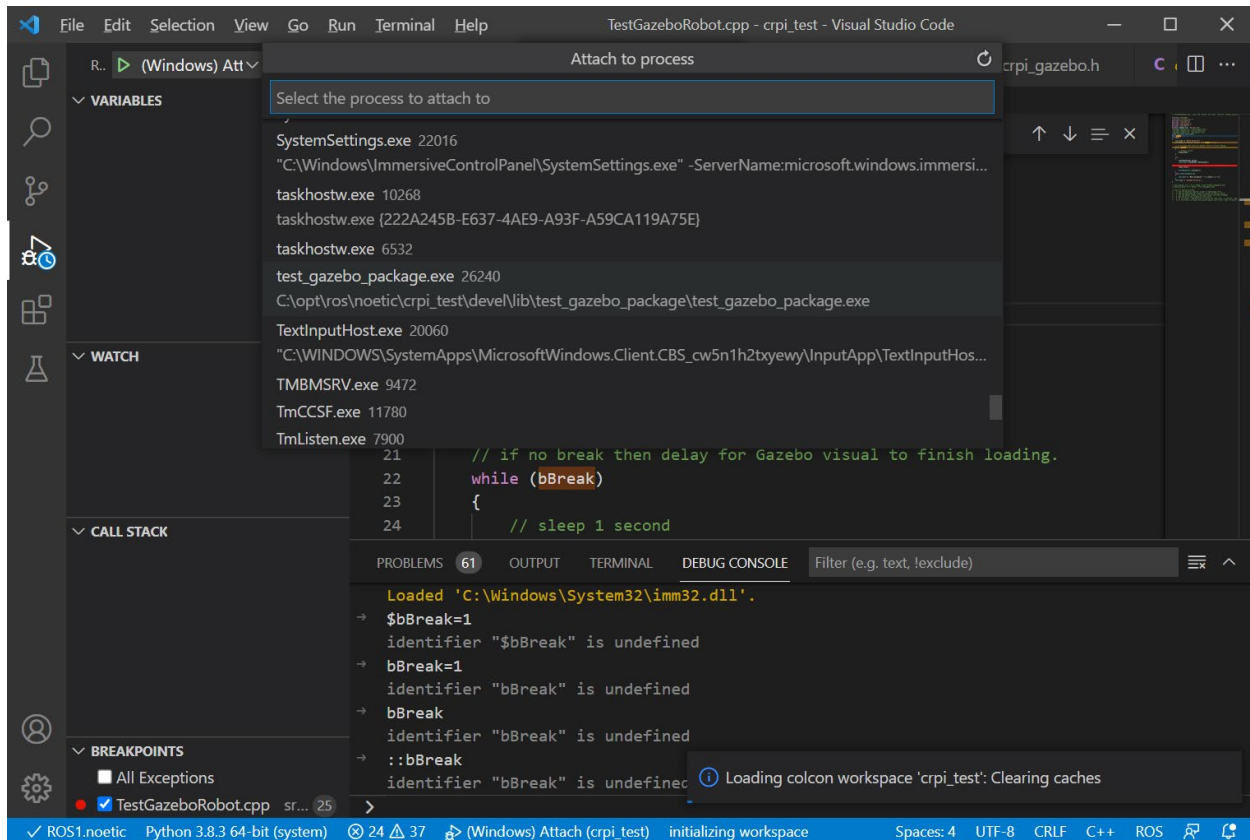 File Edit Selection View Go Run Terminal Help TestGazeboRobot.cpp - crpi_test - Visual Studio Code
R.. (Windows) Att
Attach to process
crpi_gazebo.h
C
VARIABLES
Select the process to attach to
SystemSettings.exe 22016
"C:\Windows\ImmersiveControlPanel\SystemSettings.exe" -ServerName:microsoft.windows.immersi...
taskhostw.exe 10268
taskhostw.exe {222A245B-E637-4AE9-A93F-A59CA119A75E}
taskhostw.exe 6532
test_gazebo_package.exe 26240
C:\opt\ros\noetic\crpi_test\devel\lib\test_gazebo_package\test_gazebo_package.exe
TextInputHost.exe 20060
"C:\WINDOWS\SystemApps\MicrosoftWindows.Client.CBS_cw5n1h2txyewy\InputApp\TextInputHos...
TMBMSRV.exe 9472
TmCCSF.exe 11780
TmListen.exe 7900
WATCH
21 // if no break then delay for Gazebo visual to finish loading.
22 while (bBreak)
23 {
24 // sleep 1 second
CALL STACK
PROBLEMS 61 OUTPUT TERMINAL DEBUG CONSOLE Filter (e.g. text, !exclude)
Loaded 'C:\Windows\System32\imm32.dll'.
→ $bBreak=1
identifier "$bBreak" is undefined
→ bBreak=1
identifier "bBreak" is undefined
→ bBreak
identifier "bBreak" is undefined
→ ::bBreak
identifier "bBreak" is undefined
Loading colcon workspace 'crpi_test': Clearing caches
>
BREAKPOINTS
All Exceptions
TestGazeboRobot.cpp sr... 25
ROS1.noetic Python 3.8.3 64-bit (system) 24 37 (Windows) Attach (crpi_test) initializing workspace Spaces: 4 UTF-8 CRLF C++ ROS